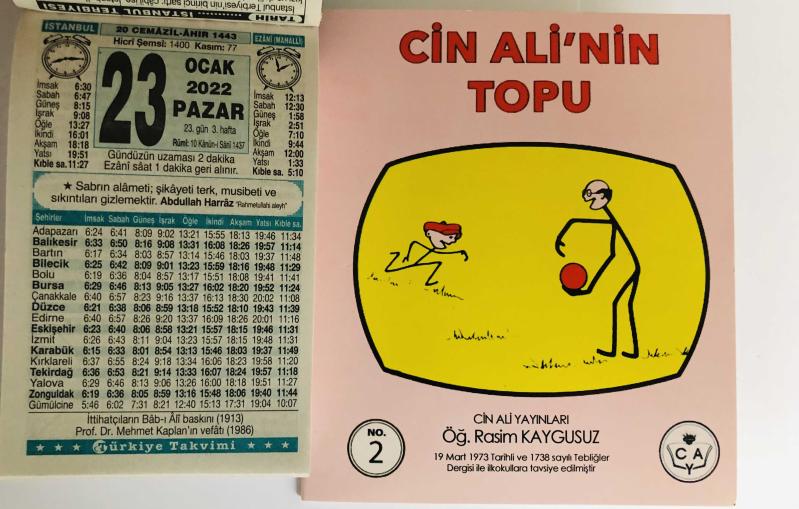 TARİH ........ İSTANBUL TERBİYESİ
İSTANBUL
20 CEMÂZİL-ÂHIR 1443
Hicrî Şemsî: 1400 Kasım: 77
EZÂNÎ (MAHALLÎ)
23
OCAK
2022
PAZAR
23. gün 3. hafta
Rûmî: 10 Kânûn-ı Sânî 1437
İmsak 6:30
Sabah 6:47
Güneş 8:15
İşrak 9:08
Öğle 13:27
İkindi 16:01
Akşam 18:18
Yatsı 19:51
Kıble sa. 11:27
İmsak 12:13
Sabah 12:30
Güneş 1:58
İşrak 2:51
Öğle 7:10
İkindi 9:44
Akşam 12:00
Yatsı 1:33
Kıble sa. 5:10
Gündüzün uzaması 2 dakika
Ezânî sâat 1 dakika geri alınır.
★ Sabrın alâmeti; şikâyeti terk, musibeti ve
sıkıntıları gizlemektir. Abdullah Harrâz "Rahmetullahi aleyh"
Şehirler İmsak Sabah Güneş İşrak Öğle İkindi Akşam Yatsı Kıble sa.
Adapazarı 6:24 6:41 8:09 9:02 13:21 15:55 18:13 19:46 11:34
Balıkesir 6:33 6:50 8:16 9:08 13:31 16:08 18:26 19:57 11:14
Bartın 6:17 6:34 8:03 8:57 13:14 15:46 18:03 19:37 11:48
Bilecik 6:25 6:42 8:09 9:01 13:23 15:59 18:16 19:48 11:29
Bolu 6:19 6:36 8:04 8:57 13:17 15:51 18:08 19:41 11:41
Bursa 6:29 6:46 8:13 9:05 13:27 16:02 18:20 19:52 11:24
Çanakkale 6:40 6:57 8:23 9:16 13:37 16:13 18:30 20:02 11:08
Düzce 6:21 6:38 8:06 8:59 13:18 15:52 18:10 19:43 11:39
Edirne 6:40 6:57 8:26 9:20 13:37 16:09 18:26 20:01 11:16
Eskişehir 6:23 6:40 8:06 8:58 13:21 15:57 18:15 19:46 11:31
İzmit 6:26 6:43 8:11 9:04 13:23 15:57 18:15 19:48 11:31
Karabük 6:15 6:33 8:01 8:54 13:13 15:46 18:03 19:37 11:49
Kırklareli 6:37 6:55 8:24 9:18 13:34 16:06 18:23 19:58 11:20
Tekirdağ 6:36 6:53 8:21 9:14 13:33 16:07 18:24 19:57 11:18
Yalova 6:29 6:46 8:13 9:06 13:26 16:00 18:18 19:51 11:27
Zonguldak 6:19 6:36 8:05 8:59 13:16 15:48 18:06 19:40 11:44
Gümülcine 5:46 6:02 7:31 8:21 12:40 15:13 17:31 19:04 10:07
İttihatçıların Bâb-ı Âlî baskını (1913)
Prof. Dr. Mehmet Kaplan'ın vefâtı (1986)
Türkiye Takvimi
CİN ALİ'NİN
TOPU
CİN ALİ YAYINLARI
Öğ. Rasim KAYGUSUZ
19 Mart 1973 Tarihli ve 1738 sayılı Tebliğler
Dergisi ile ilkokullara tavsiye edilmiştir
NO.
2
C A
Y